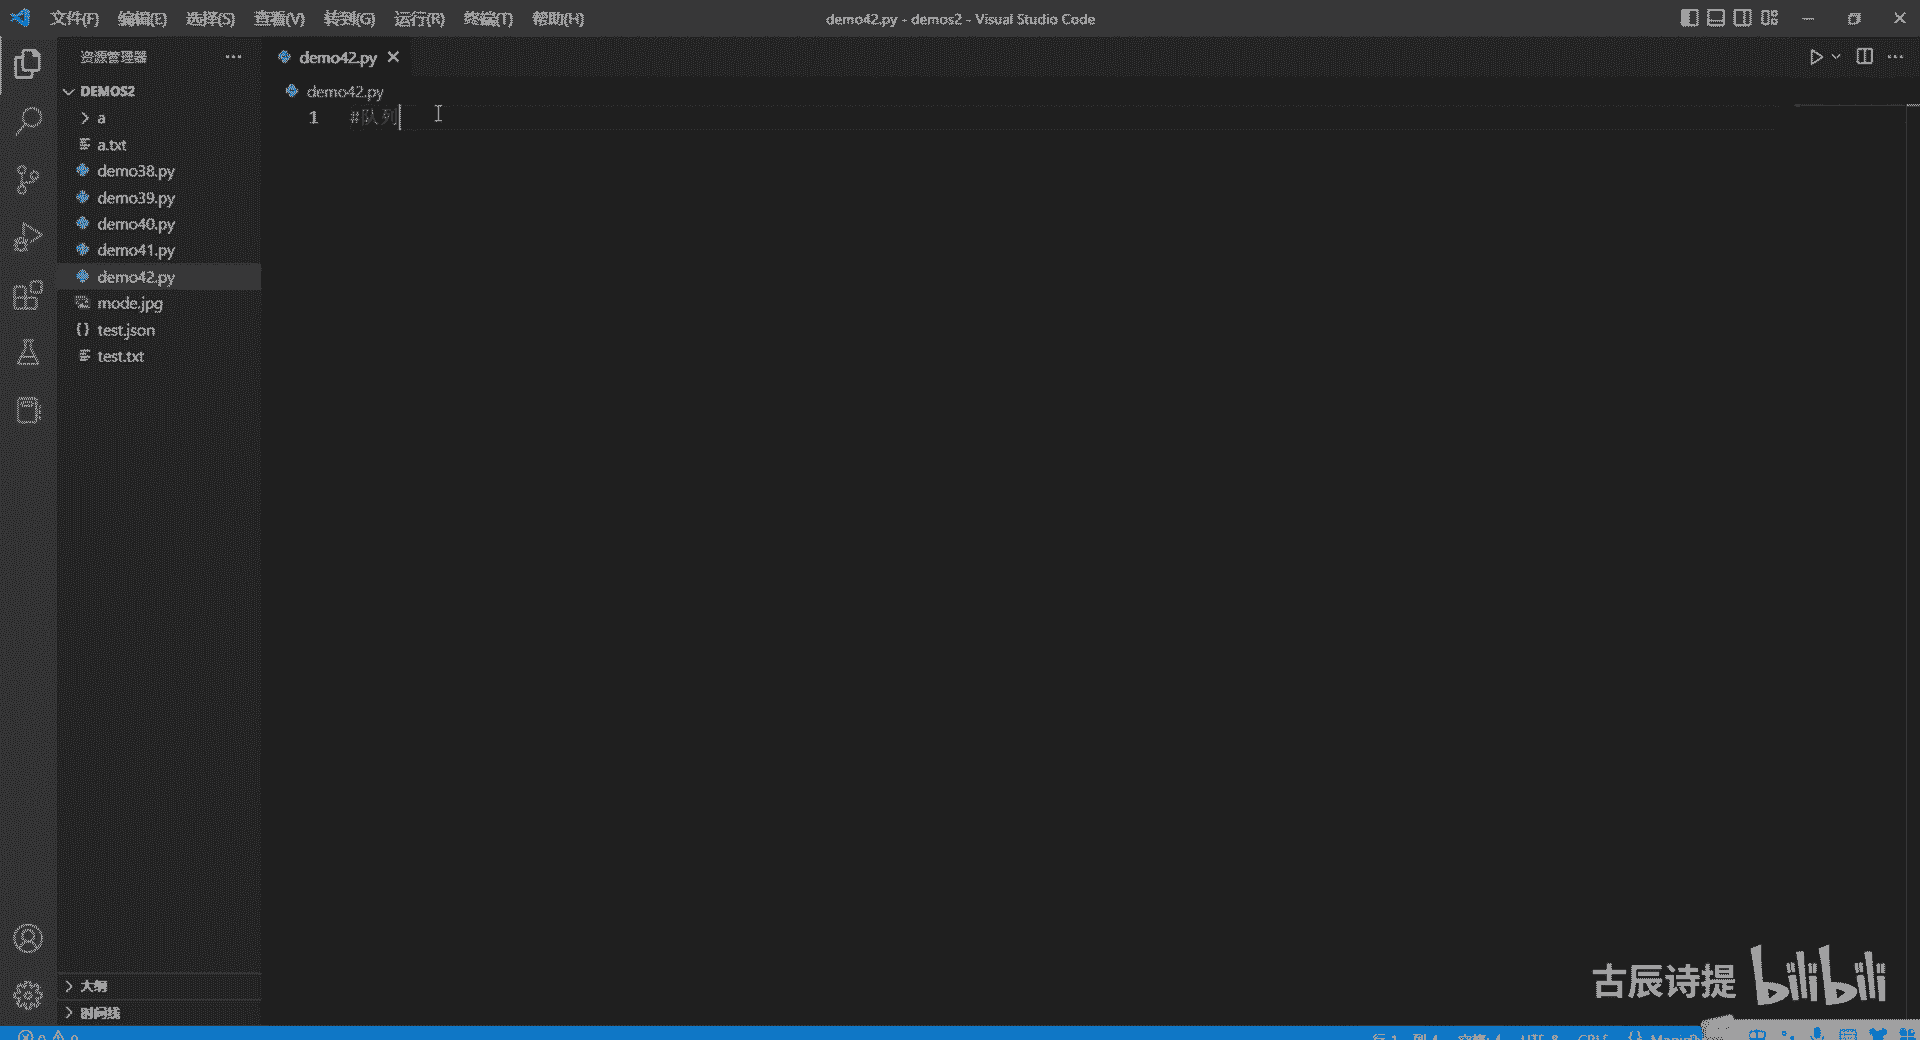 文件(F) 编辑(E) 选择(S) 查看(V) 转到(G) 运行(R) 终端(T) 帮助(H)
demo42.py - demos2 - Visual Studio Code
资源管理器
demo42.py
DEMOS2
demo42.py
a
1 #队列
a.txt
demo38.py
demo39.py
demo40.py
demo41.py
demo42.py
mode.jpg
{} test.json
test.txt
古辰诗提 bilibili
大纲
时间线